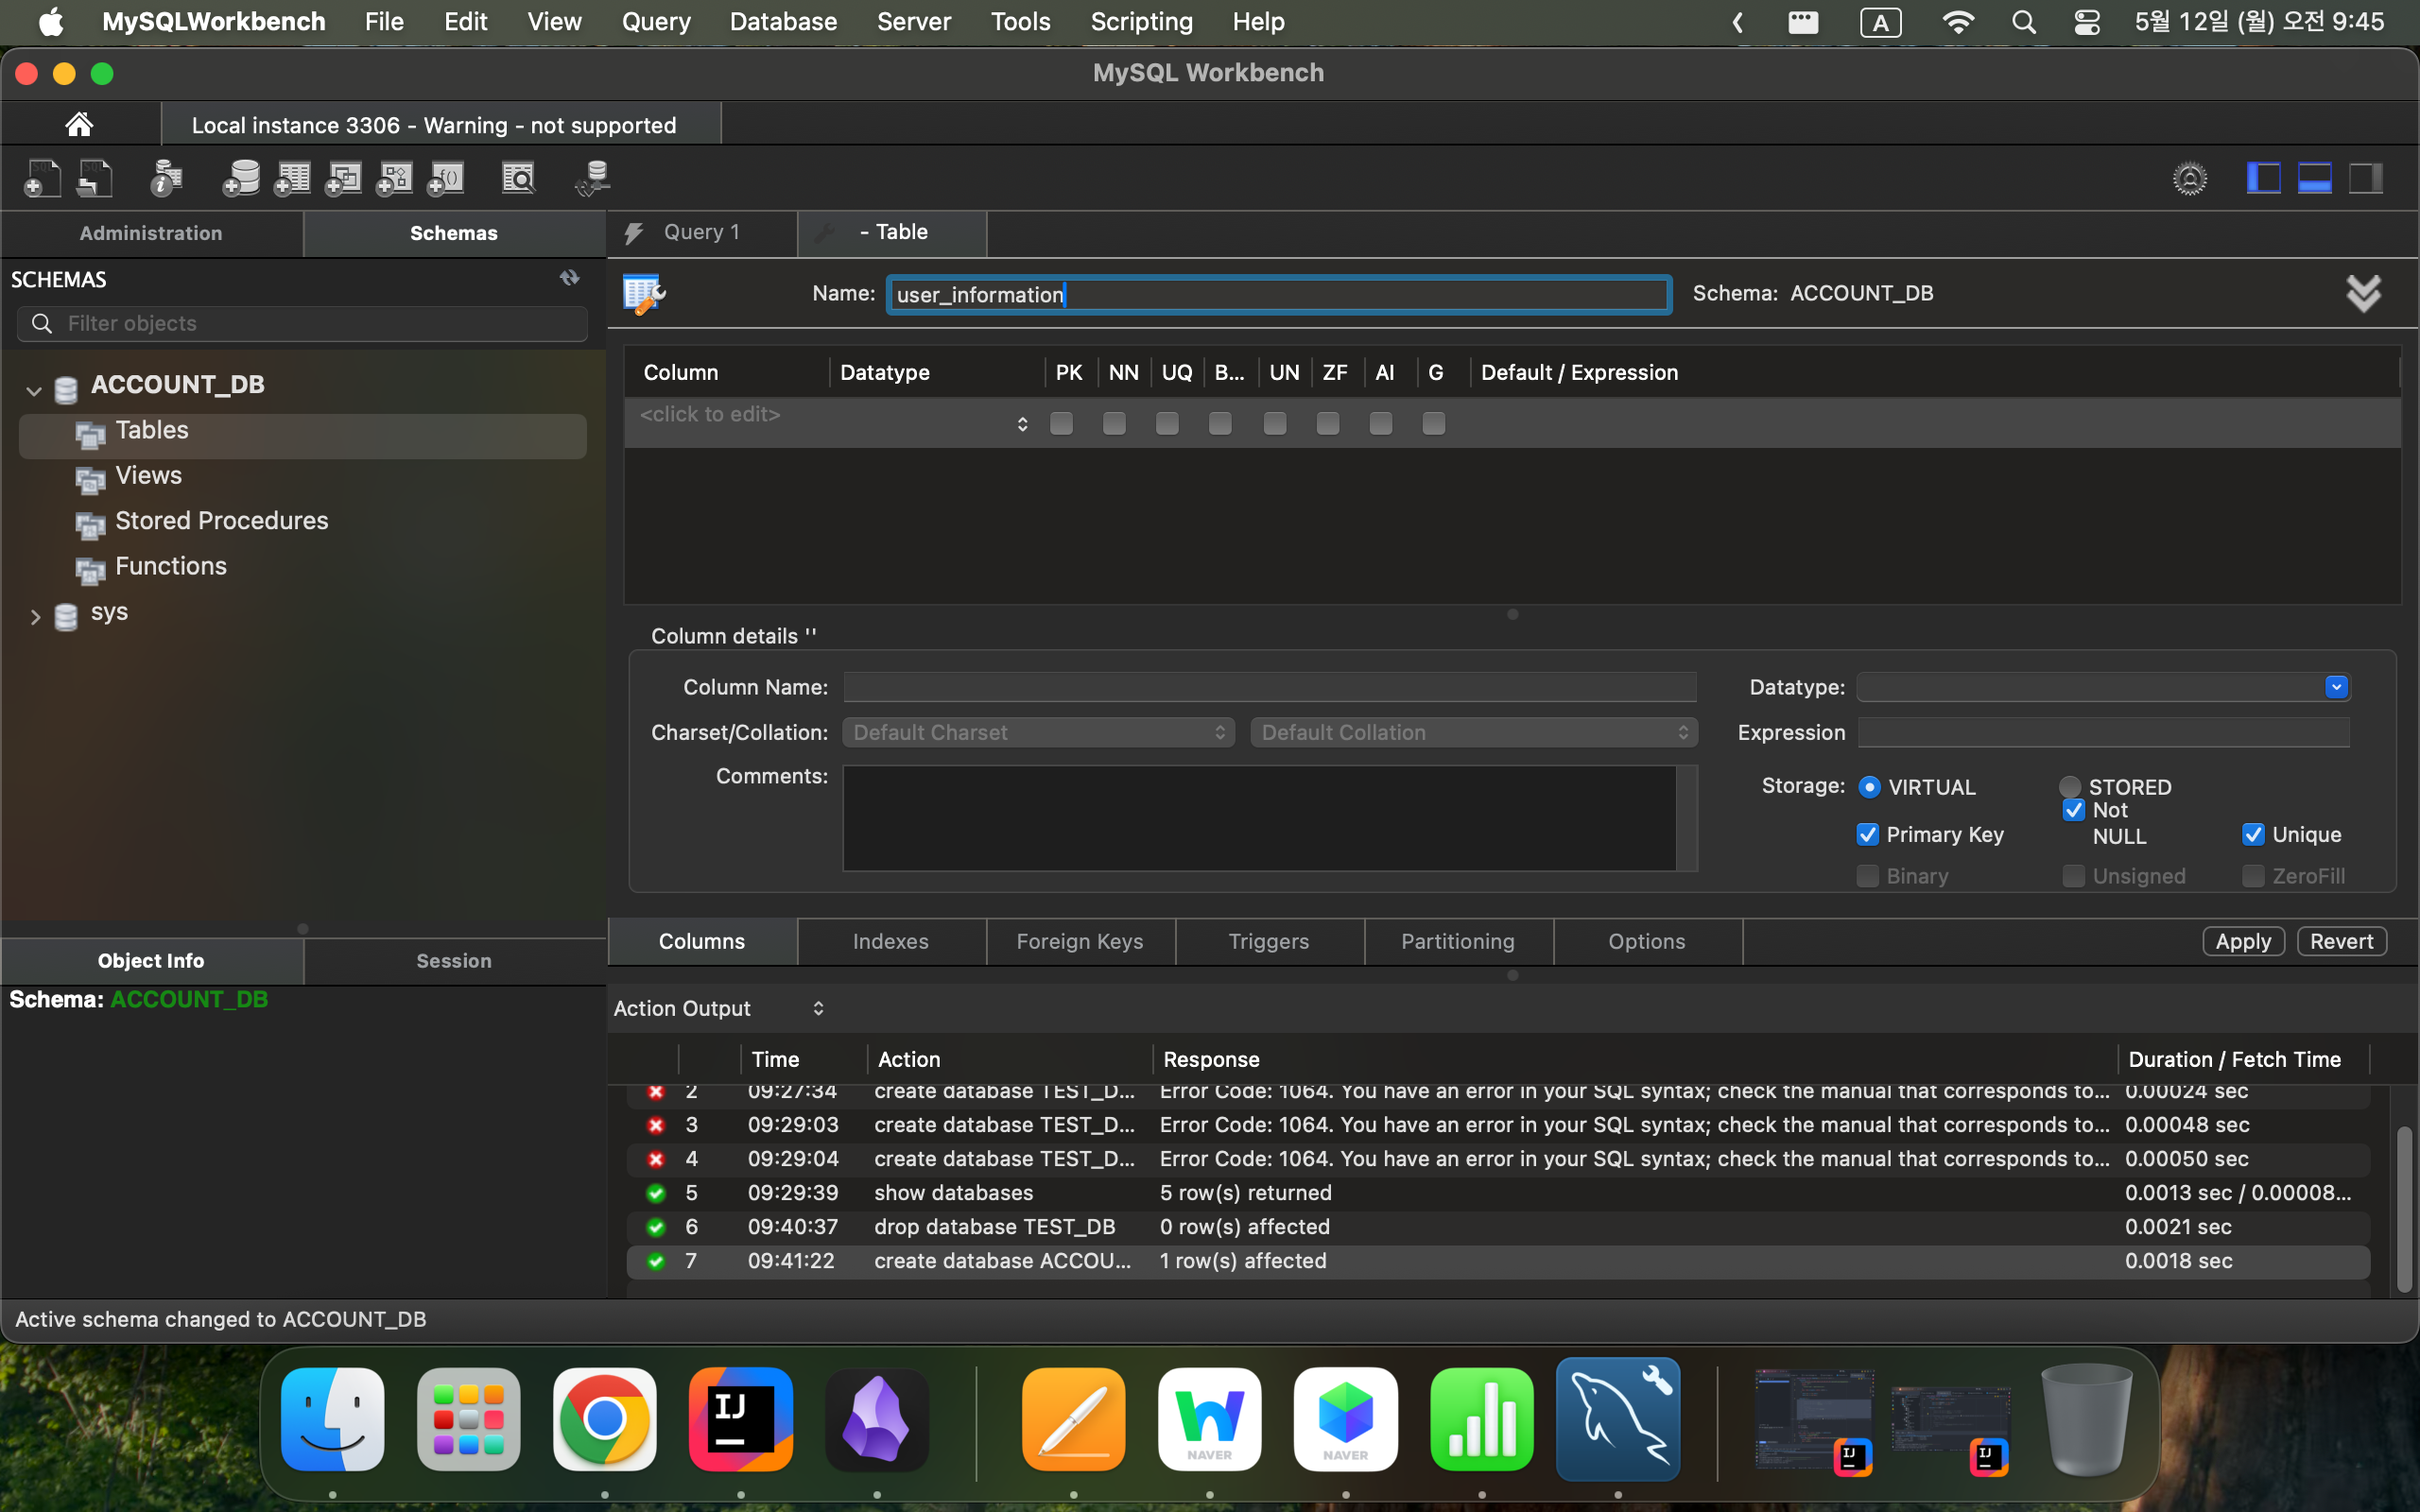 MySQLWorkbench File Edit View Query Database Server Tools Scripting Help A 5월 12일 (월) 오전 9:45
MySQL Workbench
Local instance 3306 - Warning - not supported
Administration Schemas Query 1 - Table
SCHEMAS
Name: user_information Schema: ACCOUNT_DB
Filter objects
Column Datatype PK NN UQ B... UN ZF AI G Default / Expression
<click to edit>
ACCOUNT_DB
Tables
Views
Stored Procedures
Functions
sys
Column details ''
Column Name: Datatype:
Charset/Collation: Default Charset Default Collation Expression
Comments:
Storage: VIRTUAL STORED
Primary Key Not NULL Unique
Binary Unsigned ZeroFill
Columns Indexes Foreign Keys Triggers Partitioning Options Apply Revert
Object Info Session
Schema: ACCOUNT_DB
Action Output
Time Action Response Duration / Fetch Time
2 09:27:34 create database TEST_D... Error Code: 1064. You have an error in your SQL syntax; check the manual that corresponds to... 0.00024 sec
3 09:29:03 create database TEST_D... Error Code: 1064. You have an error in your SQL syntax; check the manual that corresponds to... 0.00048 sec
4 09:29:04 create database TEST_D... Error Code: 1064. You have an error in your SQL syntax; check the manual that corresponds to... 0.00050 sec
5 09:29:39 show databases 5 row(s) returned 0.0013 sec / 0.00008...
6 09:40:37 drop database TEST_DB 0 row(s) affected 0.0021 sec
7 09:41:22 create database ACCOU... 1 row(s) affected 0.0018 sec
Active schema changed to ACCOUNT_DB
IJ
NAVER
NAVER
IJ
IJ